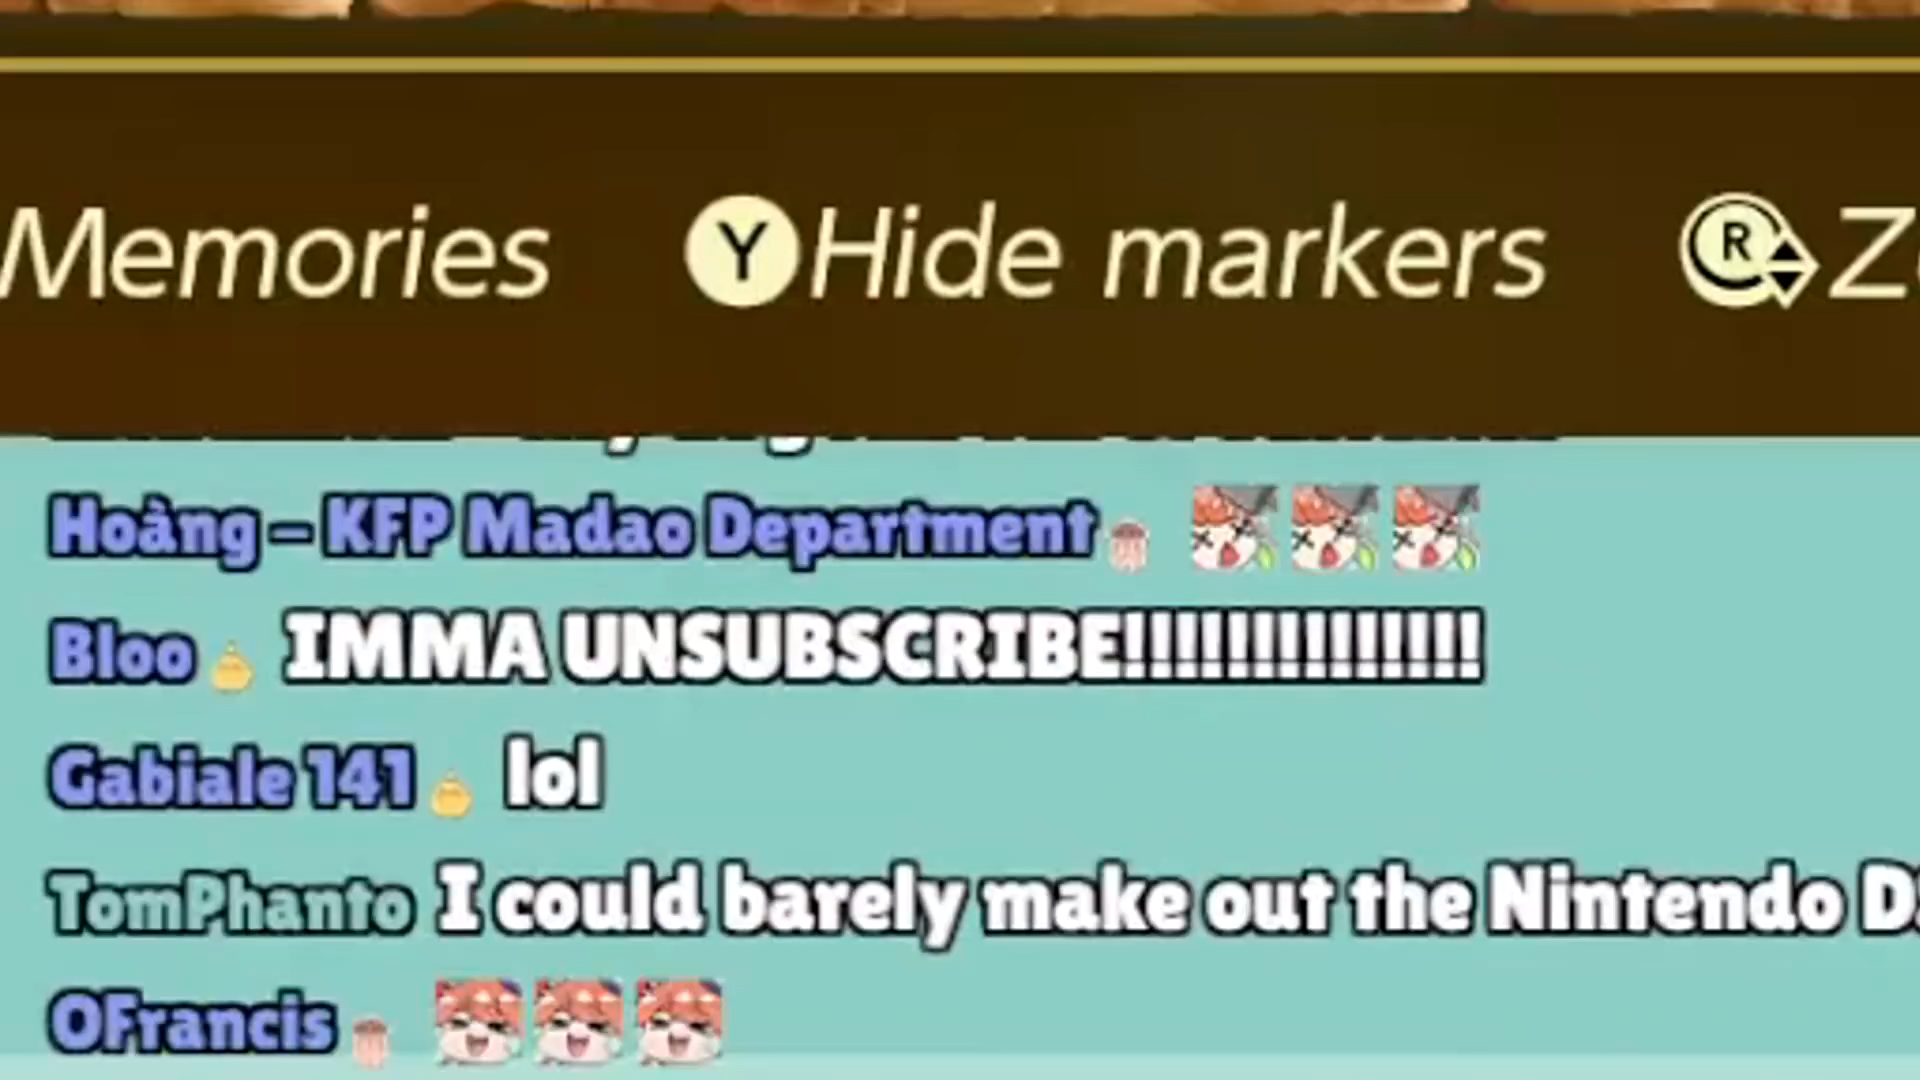 Memories Y Hide markers R
Hoàng – KFP Madao Department
Bloo IMMA UNSUBSCRIBE!!!!!!!!!!!!!!
Gabiale 141 lol
TomPhanto I could barely make out the Nintendo
OFrancis